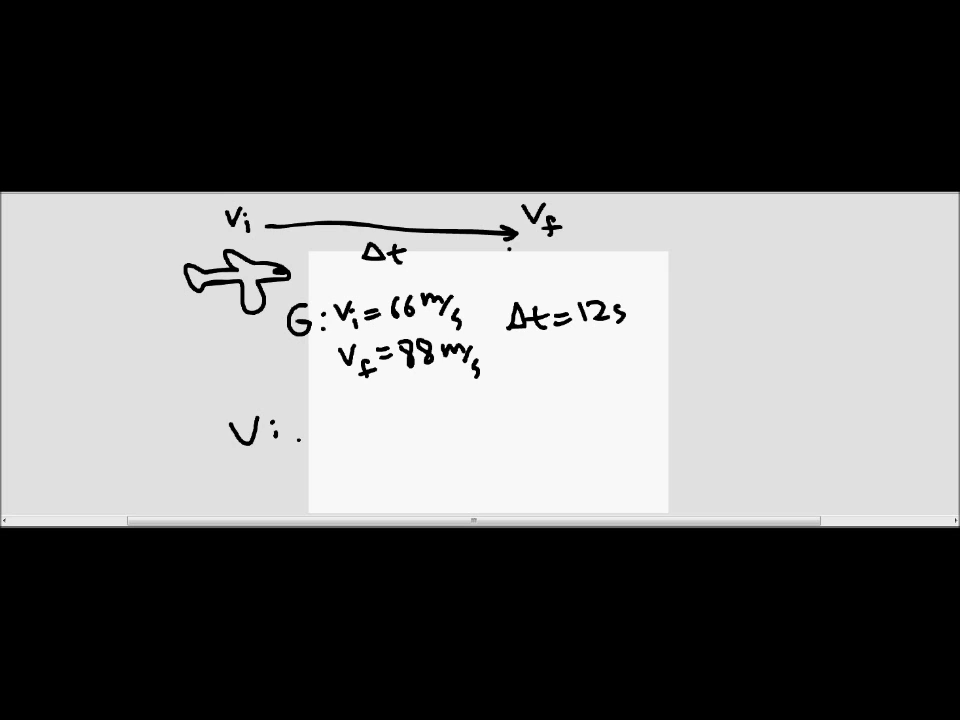 Vi Vf
Δt
G: Vi = 66 m/s Δt = 12s
Vf = 88 m/s
V: